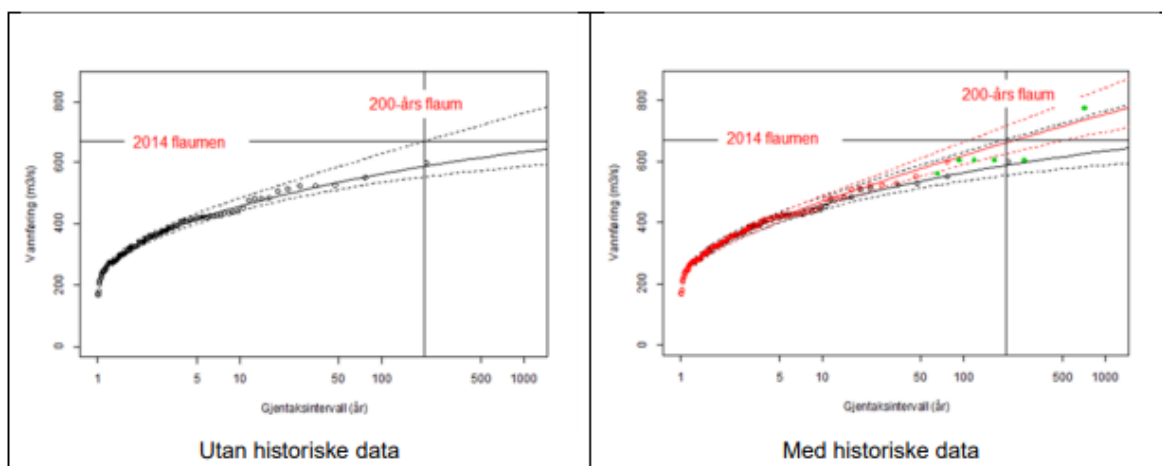 200-års flaum
2014 flaumen
Vannføring (m3/s)
0
200
400
600
800
1
5
10
50
100
500
1000
Gjentaksintervall (år)
Utan historiske data
200-års flaum
2014 flaumen
Vannføring (m3/s)
0
200
400
600
800
1
5
10
50
100
500
1000
Gjentaksintervall (år)
Med historiske data